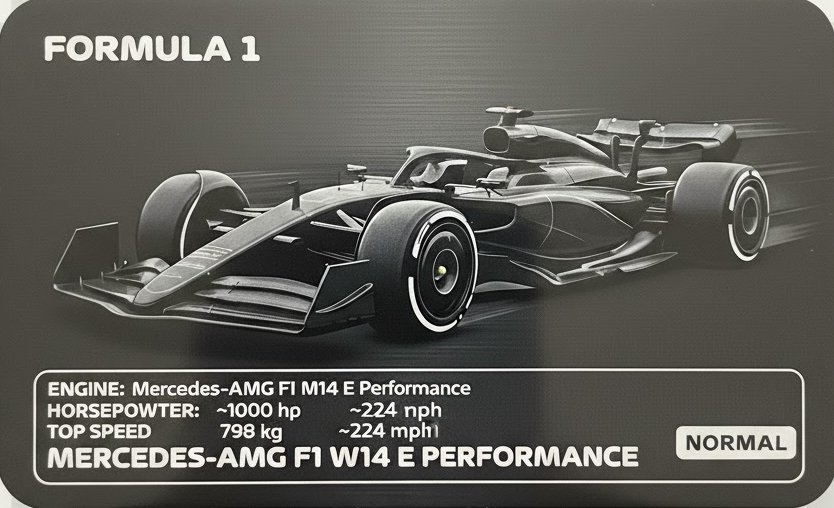 FORMULA 1
ENGINE: Mercedes-AMG F1 M14 E Performance
HORSEPOWTER: ~1000 hp ~224 nph
TOP SPEED 798 kg ~224 mph
MERCEDES-AMG F1 W14 E PERFORMANCE
NORMAL